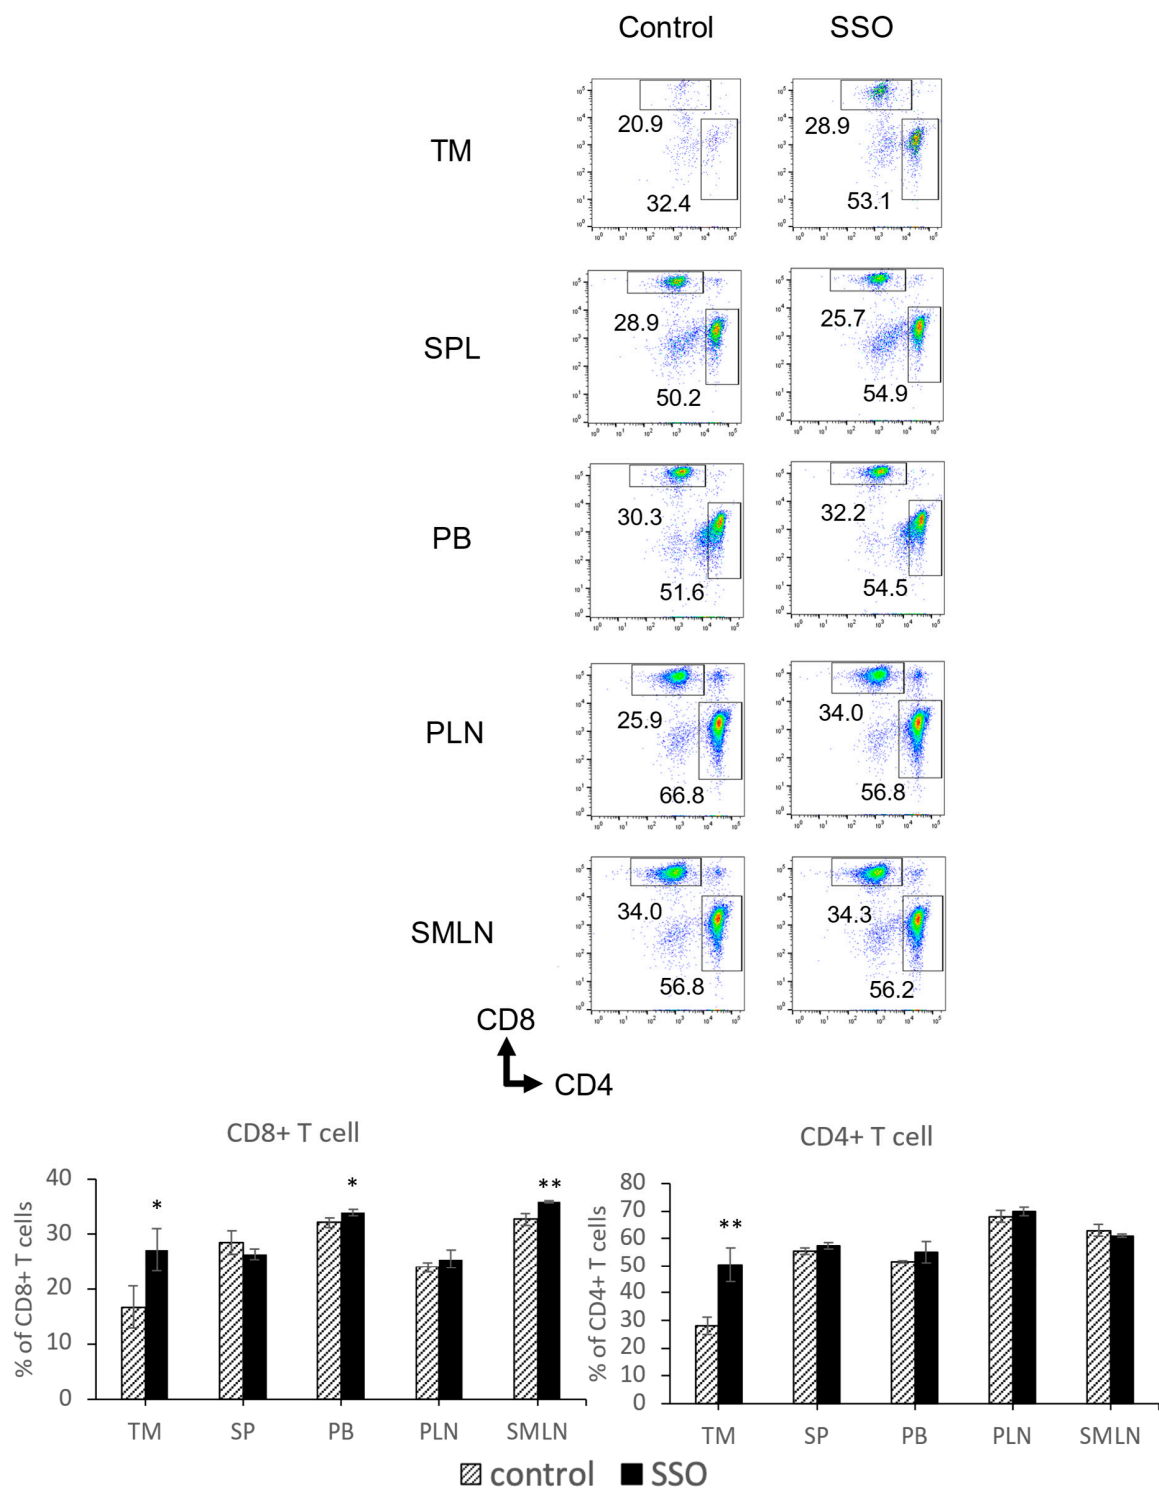 Control SSO
TM
20.9
28.9
32.4
53.1
SPL
28.9
25.7
50.2
54.9
PB
30.3
32.2
51.6
54.5
PLN
25.9
34.0
66.8
56.8
SMLN
34.0
34.3
56.8
56.2
CD8
CD4
CD8+ T cell
% of CD8+ T cells
40
30
20
10
0
* * **
TM SP PB PLN SMLN
CD4+ T cell
% of CD4+ T cells
80
70
60
50
40
30
20
10
0
**
TM SP PB PLN SMLN
control SSO